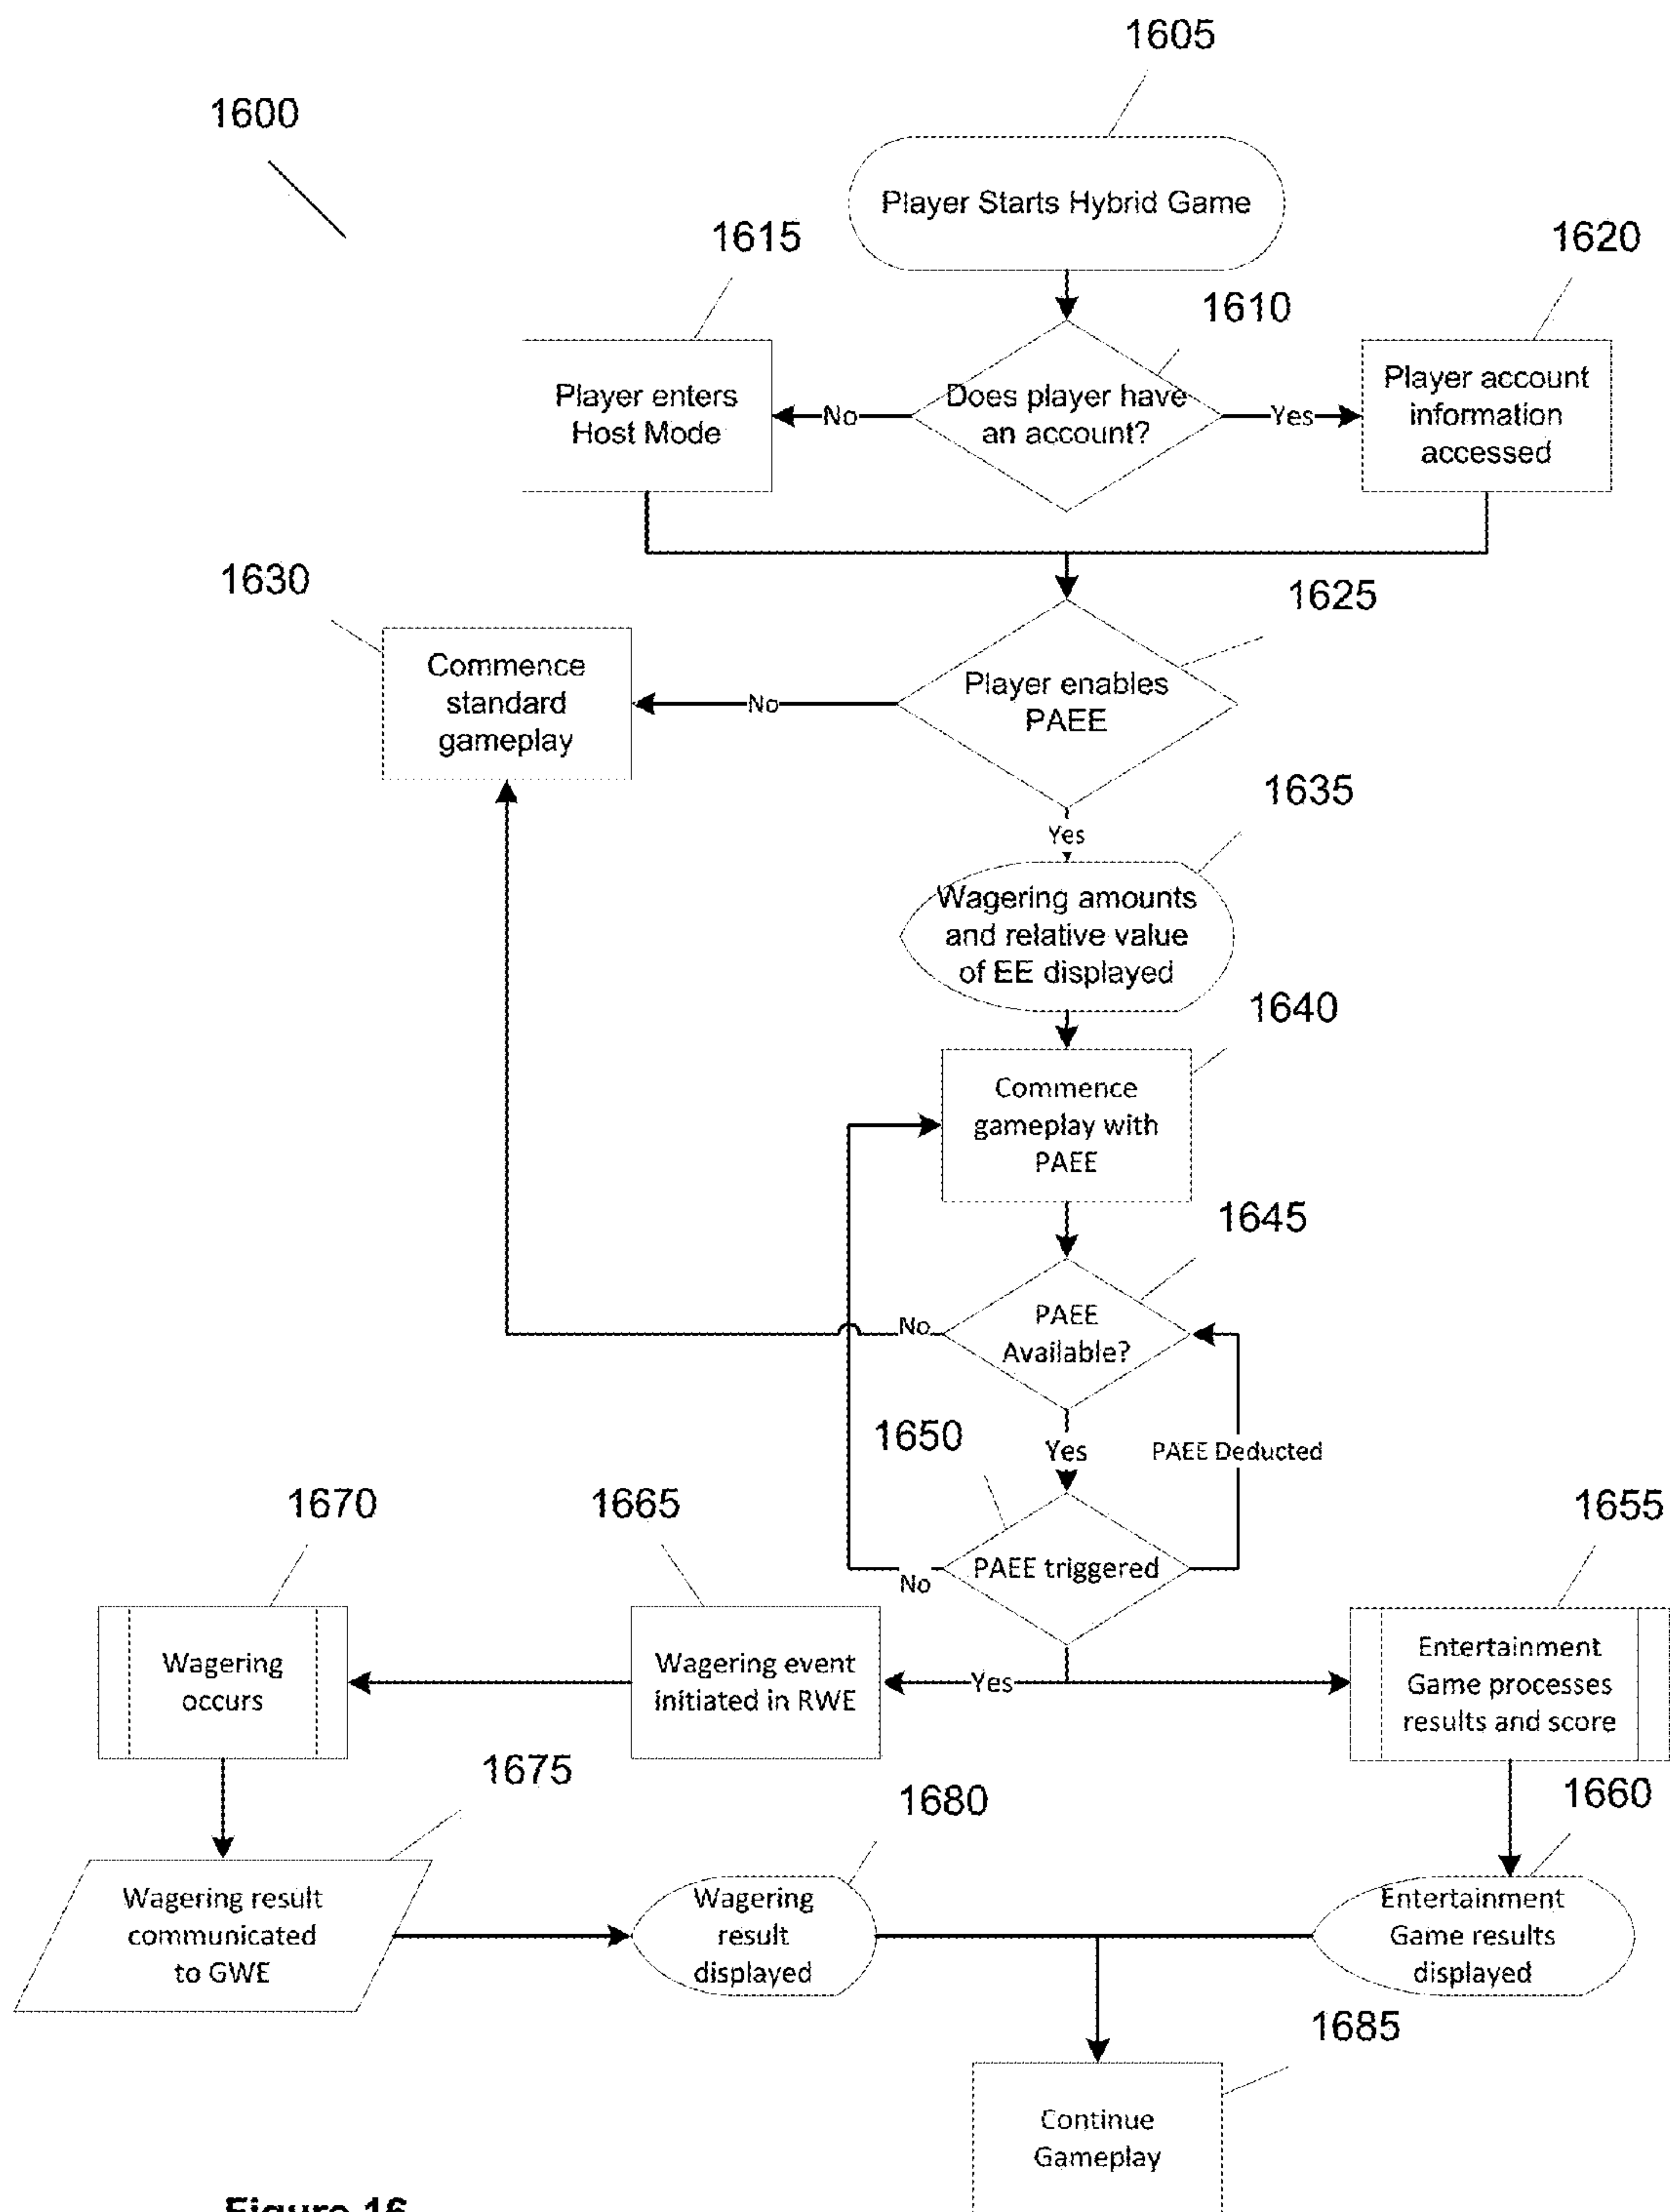 1605
1600
Player Starts Hybrid Game
1615
1620
1610
Player enters
Host Mode
No
Does player have
an account?
Yes
Player account
information
accessed
1630
1625
Commence
standard
gameplay
No
Player enables
PAEE
1635
Yes
Wagering amounts
and relative value
of EE displayed
1640
Commence
gameplay with
PAEE
1645
No
PAEE
Available?
1650
Yes
PAEE Deducted
1670
1665
1655
No
PAEE triggered
Wagering
occurs
Wagering event
initiated in RWE
Yes
Entertainment
Game processes
results and score
1675
1680
1660
Wagering result
communicated
to GWE
Wagering
result
displayed
Entertainment
Game results
displayed
1685
Continue
Gameplay
Figure 16